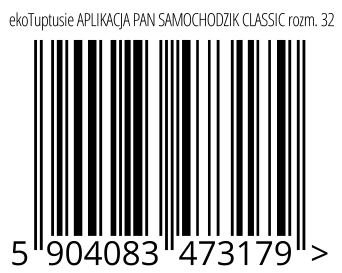 ekoTuptusie APLIKACJA PAN SAMOCHODZIK CLASSIC rozm. 32
5 904083 473179 >